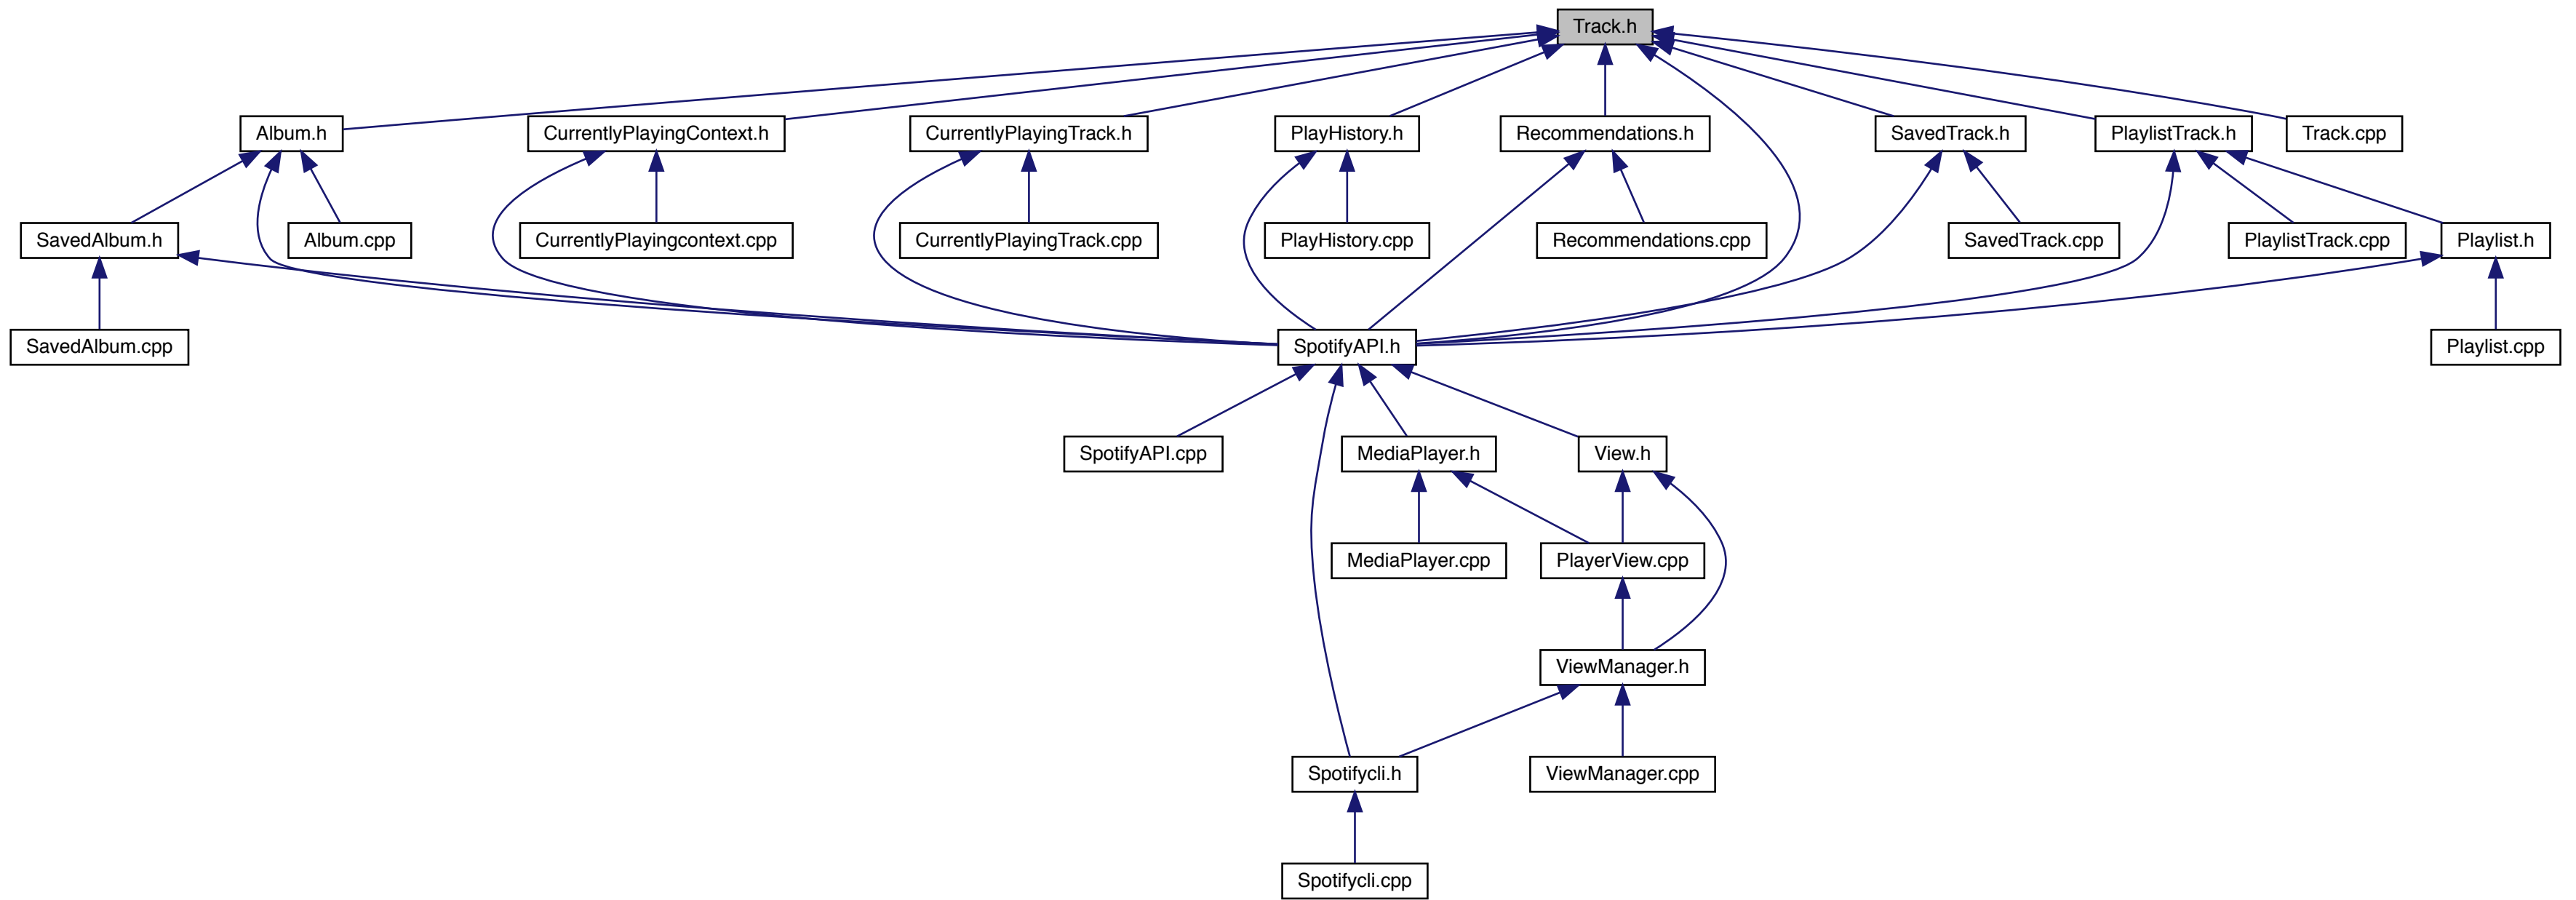 Track.h
Album.h
CurrentlyPlayingContext.h
CurrentlyPlayingTrack.h
PlayHistory.h
Recommendations.h
SavedTrack.h
PlaylistTrack.h
Track.cpp
SavedAlbum.h
Album.cpp
CurrentlyPlayingcontext.cpp
CurrentlyPlayingTrack.cpp
PlayHistory.cpp
Recommendations.cpp
SavedTrack.cpp
PlaylistTrack.cpp
Playlist.h
SavedAlbum.cpp
SpotifyAPI.h
Playlist.cpp
SpotifyAPI.cpp
MediaPlayer.h
View.h
MediaPlayer.cpp
PlayerView.cpp
ViewManager.h
Spotifycli.h
ViewManager.cpp
Spotifycli.cpp